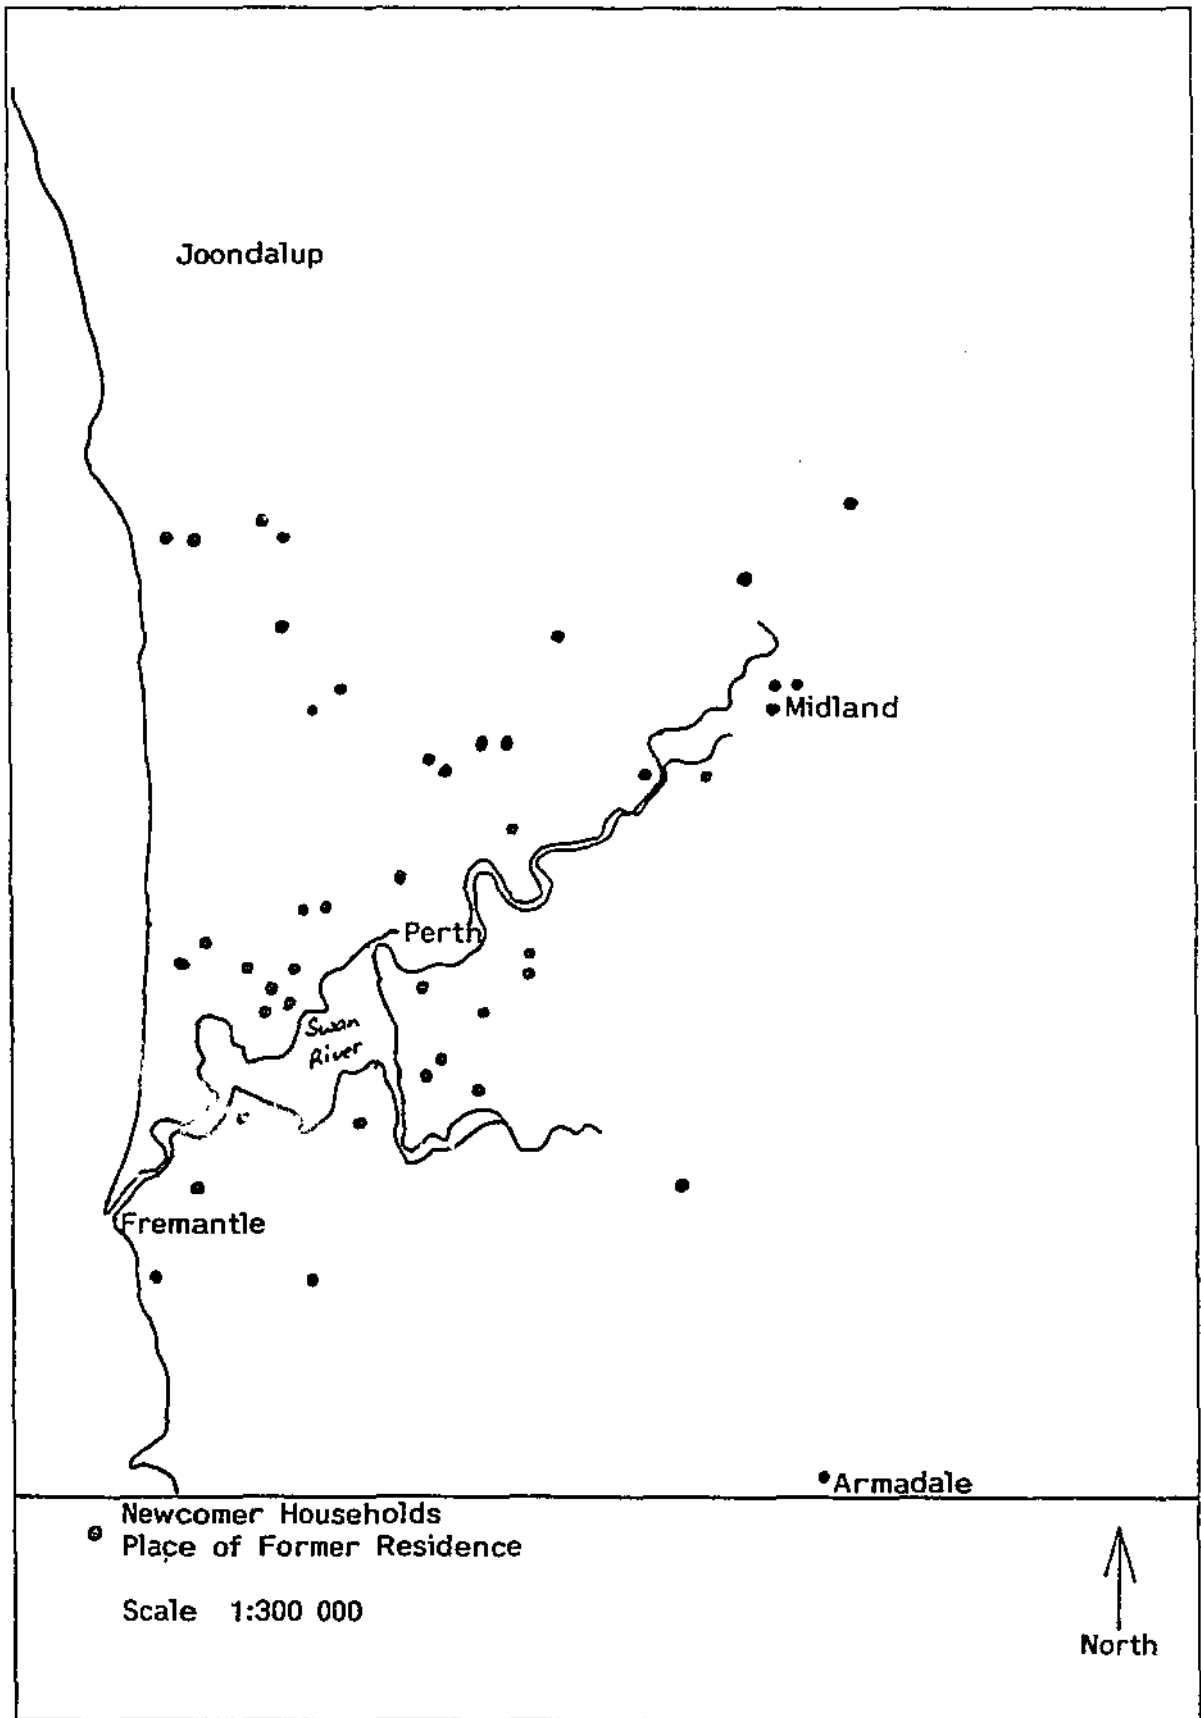 Joondalup
Midland
Perth
Swan
River
Fremantle
Armadale
Newcomer Households
Place of Former Residence
Scale 1:300 000
North